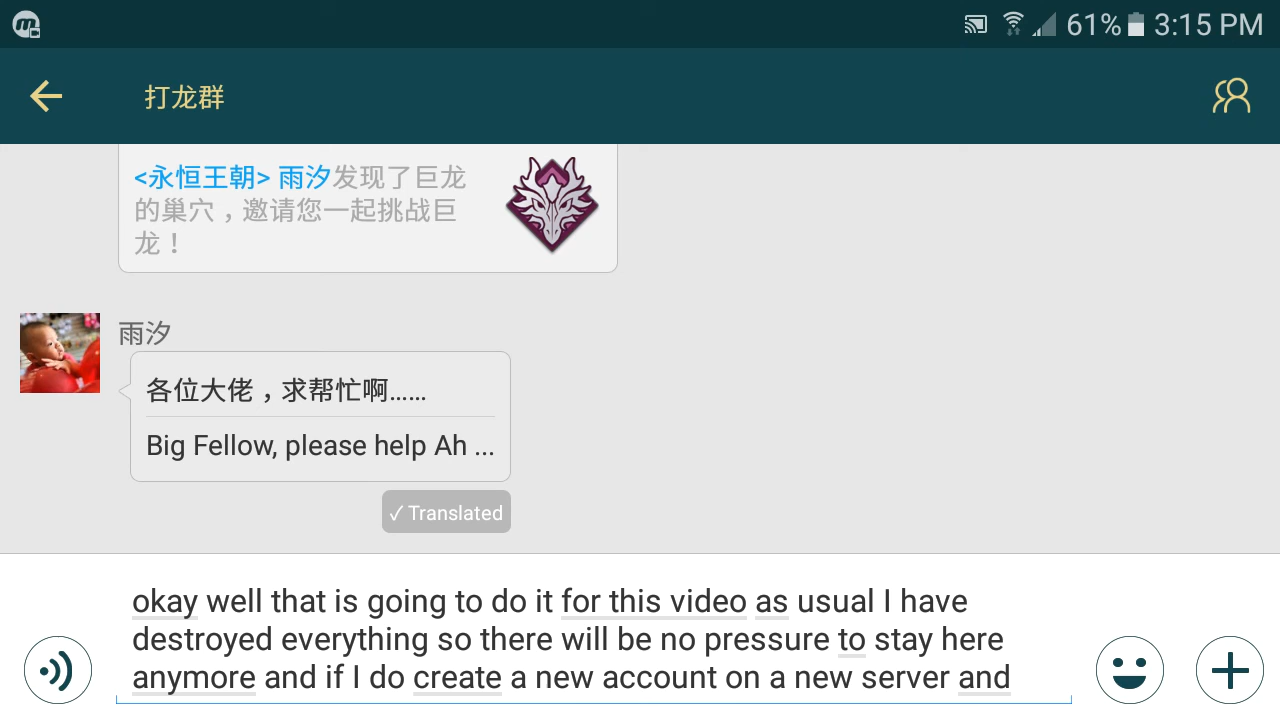 61% 3:15 PM
打龙群
<永恒王朝> 雨汐发现了巨龙
的巢穴，邀请您一起挑战巨
龙！
雨汐
各位大佬，求帮忙啊......
Big Fellow, please help Ah ...
✓ Translated
okay well that is going to do it for this video as usual I have
destroyed everything so there will be no pressure to stay here
anymore and if I do create a new account on a new server and